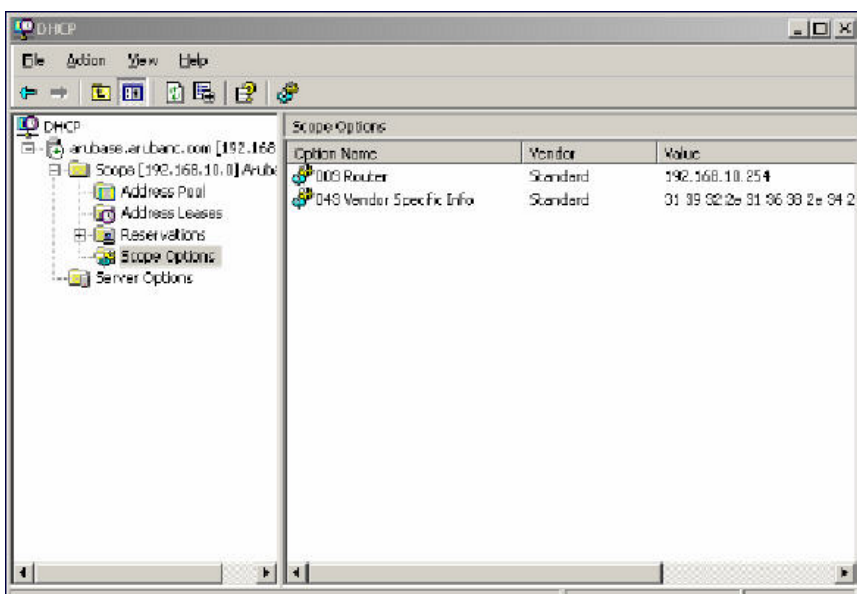 DHCP
File Action View Help
DHCP
arubase.arubanc.com [192.168
Scope [192.168.10.0] Aruba
Address Pool
Address Leases
Reservations
Scope Options
Server Options
Scope Options
Option Name Vendor Value
003 Router Standard 192.168.10.254
043 Vendor Specific Info Standard 31 39 32 2e 31 36 38 2e 34 2